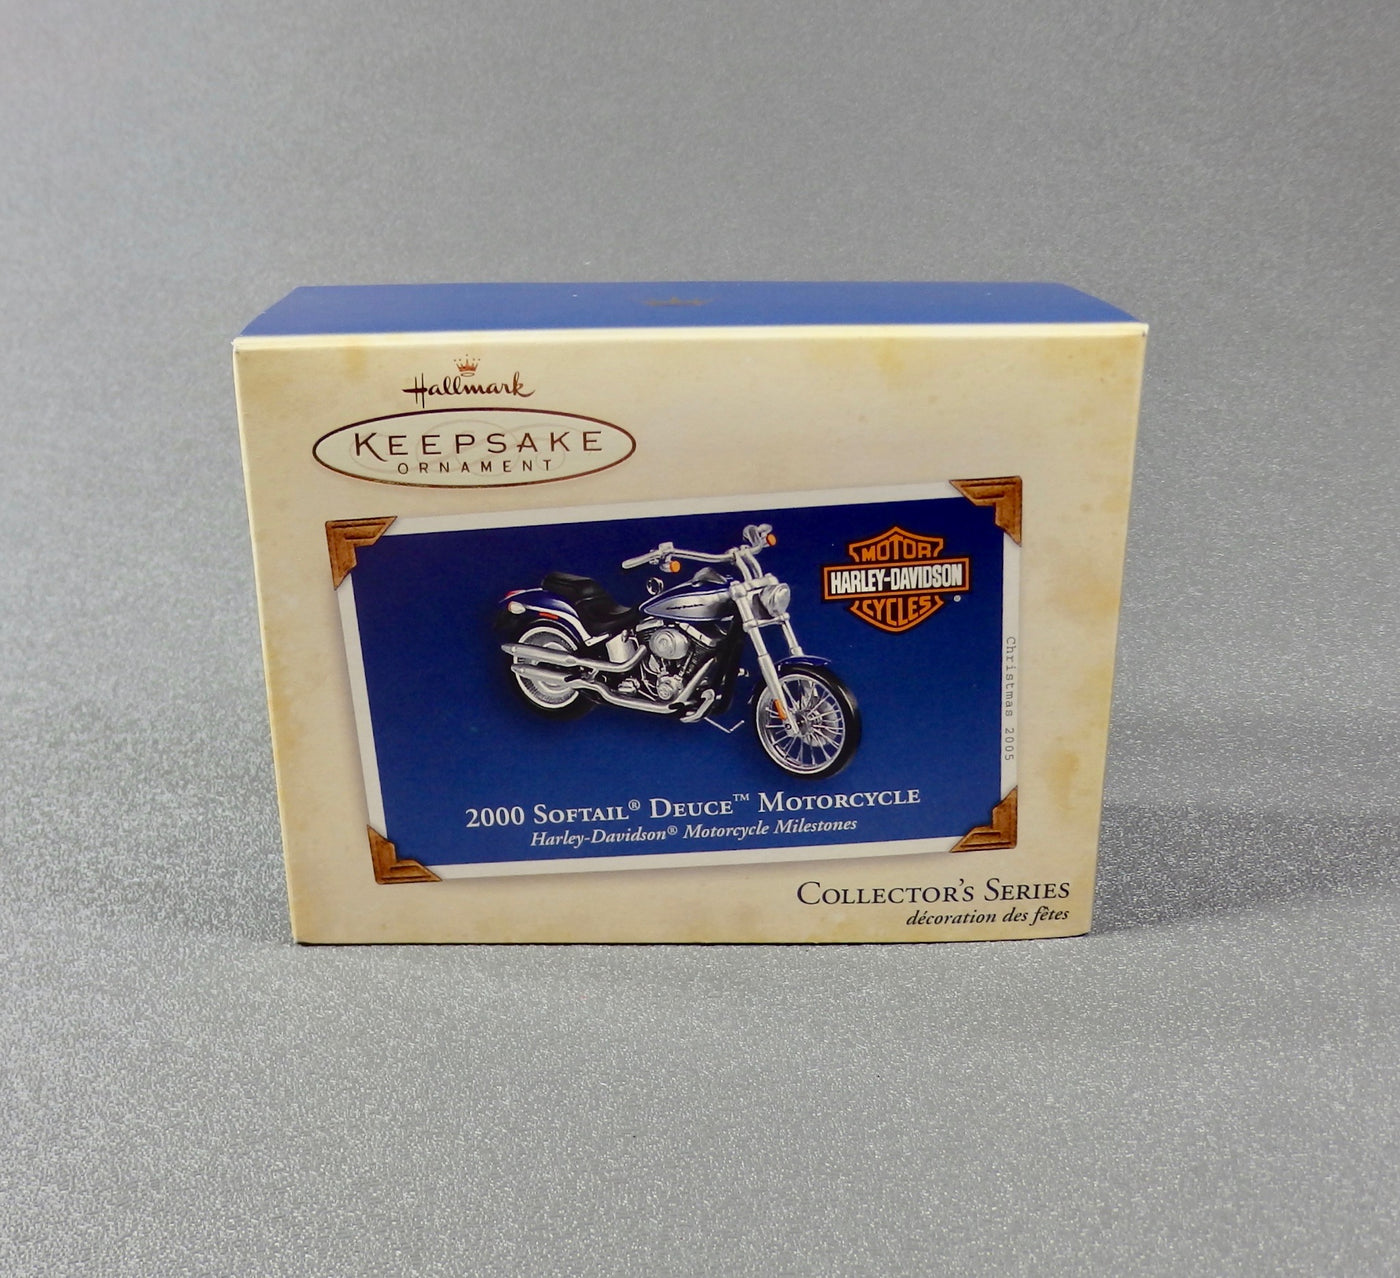 Hallmark
KEEPSAKE
ORNAMENT
MOTOR
HARLEY-DAVIDSON
CYCLES
®
Christmas 2005
2000 SOFTAIL® DEUCE™ MOTORCYCLE
Harley-Davidson® Motorcycle Milestones
COLLECTOR'S SERIES
décoration des fêtes